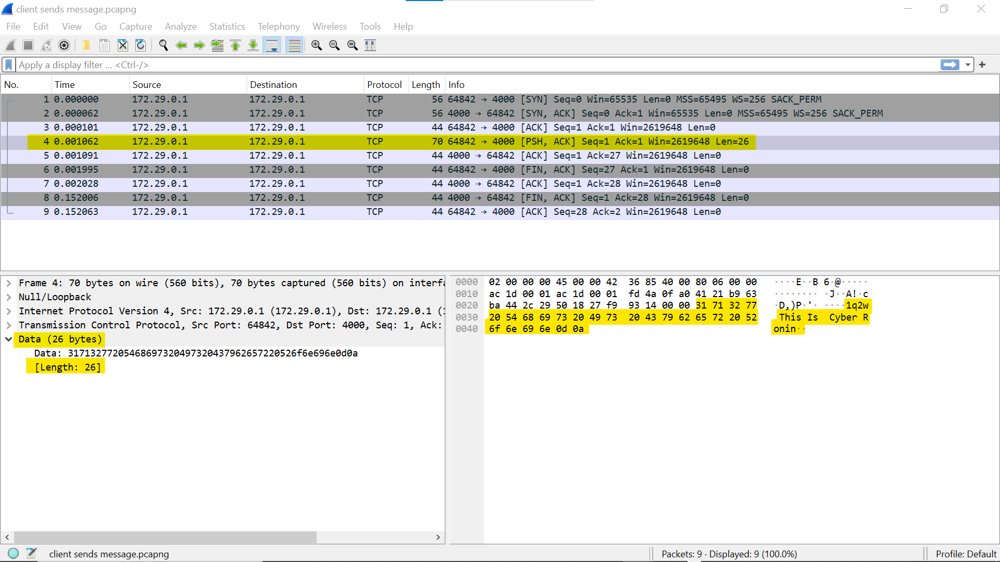 client sends message.pcapng
File Edit View Go Capture Analyze Statistics Telephony Wireless Tools Help
Apply a display filter ... <Ctrl-/>
No. Time Source Destination Protocol Length Info
1 0.000000 172.29.0.1 172.29.0.1 TCP 56 64842 → 4000 [SYN] Seq=0 Win=65535 Len=0 MSS=65495 WS=256 SACK_PERM
2 0.000062 172.29.0.1 172.29.0.1 TCP 56 4000 → 64842 [SYN, ACK] Seq=0 Ack=1 Win=65535 Len=0 MSS=65495 WS=256 SACK_PERM
3 0.000101 172.29.0.1 172.29.0.1 TCP 44 64842 → 4000 [ACK] Seq=1 Ack=1 Win=2619648 Len=0
4 0.001062 172.29.0.1 172.29.0.1 TCP 70 64842 → 4000 [PSH, ACK] Seq=1 Ack=1 Win=2619648 Len=26
5 0.001091 172.29.0.1 172.29.0.1 TCP 44 4000 → 64842 [ACK] Seq=1 Ack=27 Win=2619648 Len=0
6 0.001995 172.29.0.1 172.29.0.1 TCP 44 64842 → 4000 [FIN, ACK] Seq=27 Ack=1 Win=2619648 Len=0
7 0.002028 172.29.0.1 172.29.0.1 TCP 44 4000 → 64842 [ACK] Seq=1 Ack=28 Win=2619648 Len=0
8 0.152006 172.29.0.1 172.29.0.1 TCP 44 4000 → 64842 [FIN, ACK] Seq=1 Ack=28 Win=2619648 Len=0
9 0.152063 172.29.0.1 172.29.0.1 TCP 44 64842 → 4000 [ACK] Seq=28 Ack=2 Win=2619648 Len=0
Frame 4: 70 bytes on wire (560 bits), 70 bytes captured (560 bits) on interfa
Null/Loopback
Internet Protocol Version 4, Src: 172.29.0.1 (172.29.0.1), Dst: 172.29.0.1 (1
Transmission Control Protocol, Src Port: 64842, Dst Port: 4000, Seq: 1, Ack:
Data (26 bytes)
Data: 31713277205468697320497320437962657220526f6e696e0d0a
[Length: 26]
0000 02 00 00 00 45 00 00 42 36 85 40 00 80 06 00 00 ····E··B 6·@·····
0010 ac 1d 00 01 ac 1d 00 01 fd 4a 0f a0 41 21 b9 63 ········ ·J··A!·c
0020 ba 44 2c 29 50 18 27 f9 93 14 00 00 31 71 32 77 ·D,)P·'· ····1q2w
0030 20 54 68 69 73 20 49 73 20 43 79 62 65 72 20 52 This Is Cyber R
0040 6f 6e 69 6e 0d 0a onin··
client sends message.pcapng
Packets: 9 · Displayed: 9 (100.0%)
Profile: Default